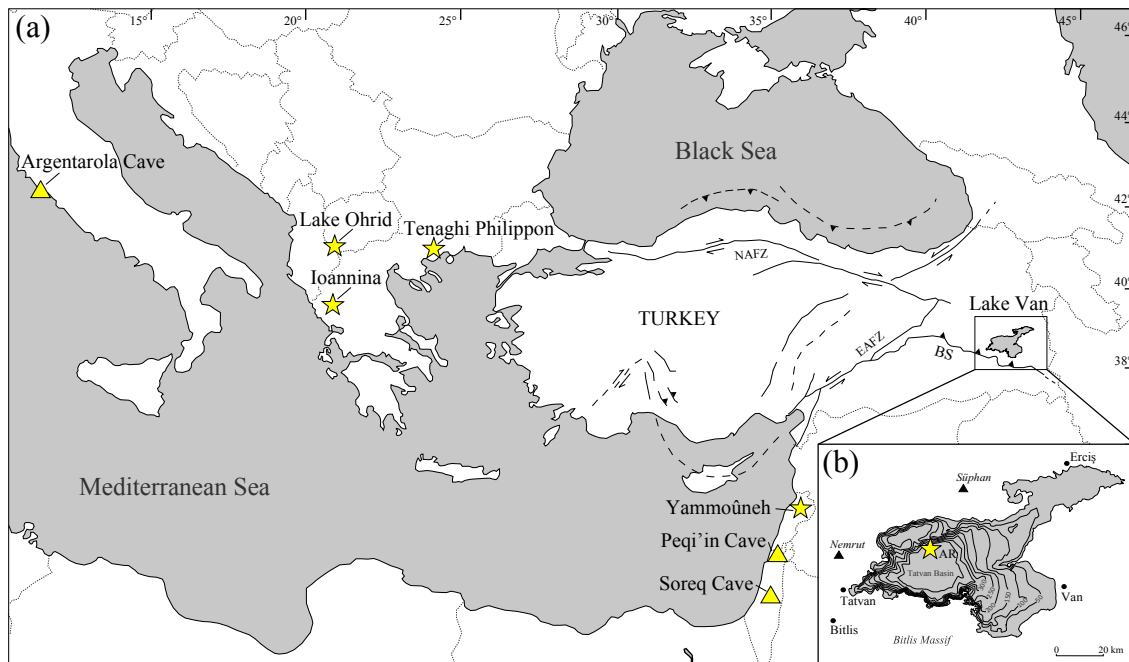 (a)
15° 20° 25° 30° 35° 40° 45°
46°
44°
Black Sea
Argentarola Cave
42°
Lake Ohrid
Tenaghi Philippon
NAFZ
Ioannina
40°
Lake Van
TURKEY
EAFZ
BS
38°
(b)
Erciş
Süphan
Mediterranean Sea
Yammoûneh
Nemrut
AR
Peqi'in Cave
Tatvan Basin
Soreq Cave
Tatvan
Van
Bitlis
Bitlis Massif
0 20 km